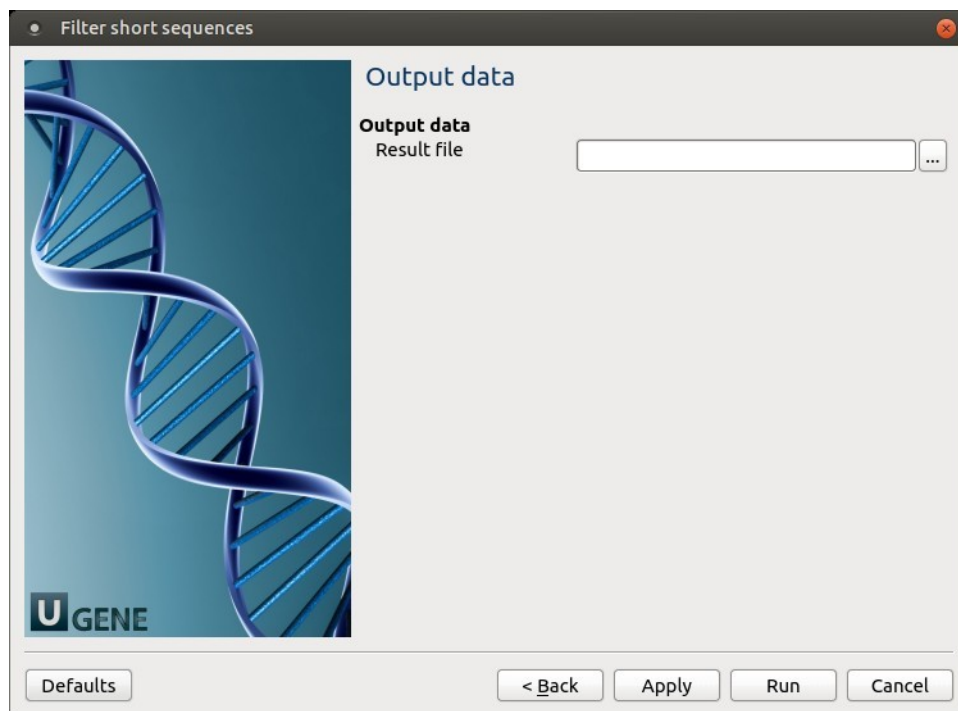 Filter short sequences
Output data
Output data
Result file
...
U GENE
Defaults
< Back
Apply
Run
Cancel